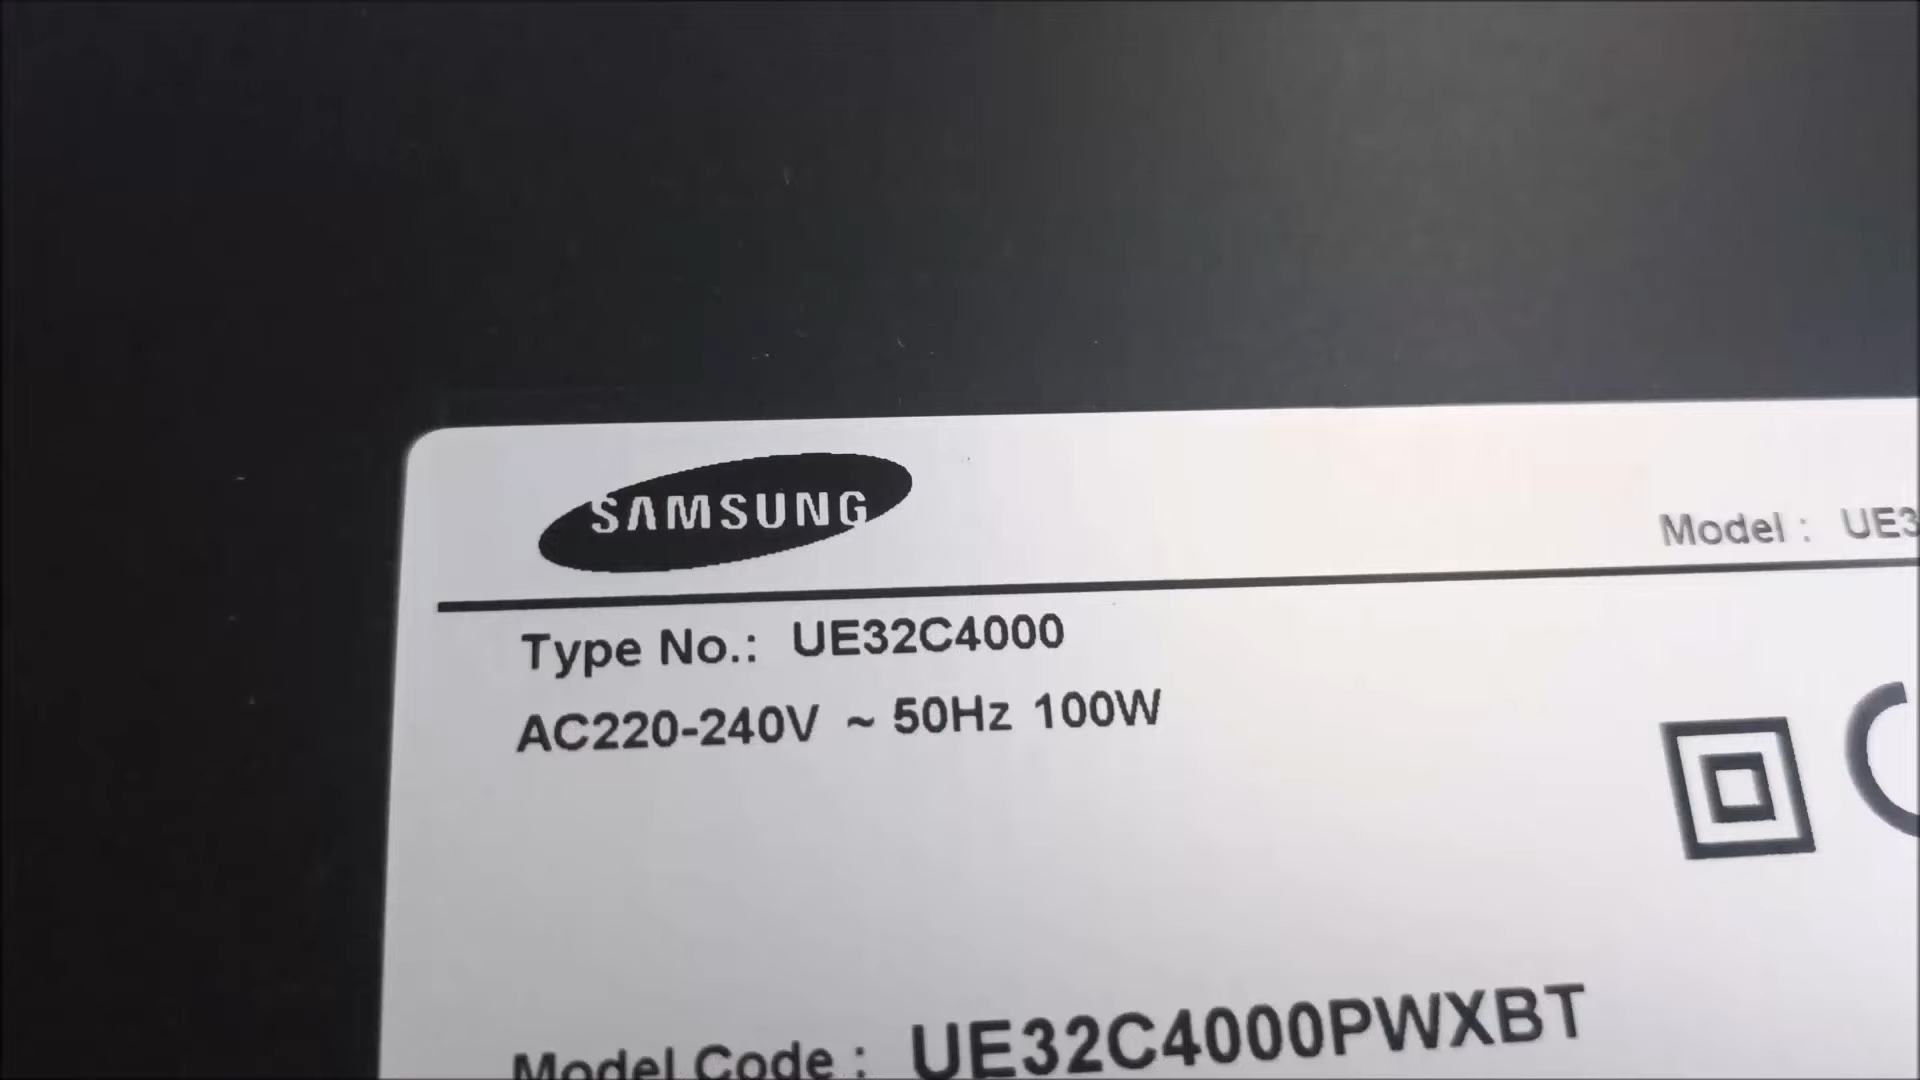 SAMSUNG
Model : UE3
Type No.: UE32C4000
AC220-240V ~ 50Hz 100W
Model Code : UE32C4000PWXBT